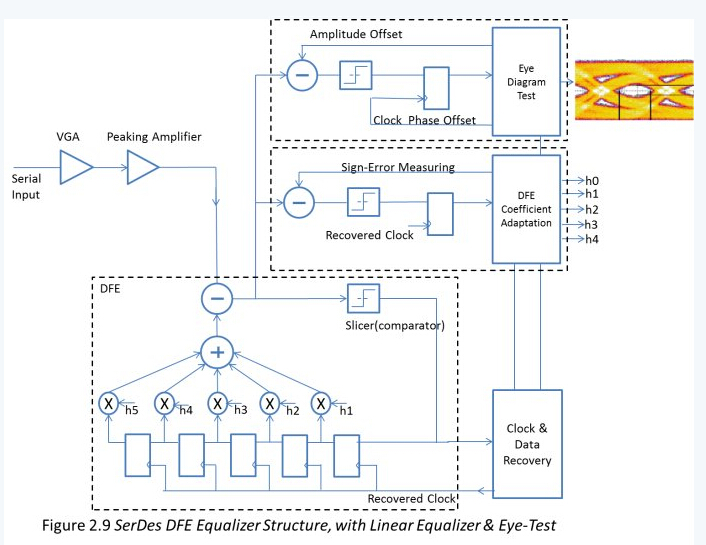 Amplitude Offset
Eye
Diagram
Test
Clock Phase Offset
VGA
Peaking Amplifier
Serial
Input
Sign-Error Measuring
DFE
Coefficient
Adaptation
h0
h1
h2
h3
h4
Recovered Clock
DFE
Slicer(comparator)
+
X
h5
X
h4
X
h3
X
h2
X
h1
Clock &
Data
Recovery
Recovered Clock
Figure 2.9 SerDes DFE Equalizer Structure, with Linear Equalizer & Eye-Test